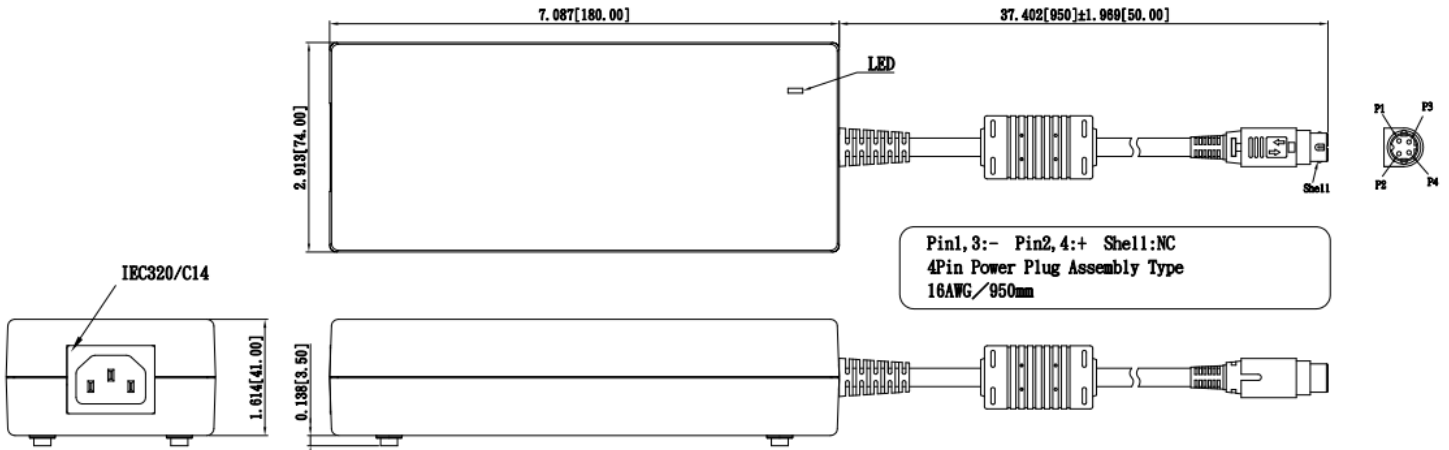 7.087[180.00]
37.402[950]±1.969[50.00]
LED
2.913[74.00]
P1
P3
P2
P4
Shell
Pin1,3:- Pin2,4:+ Shell:NC
4Pin Power Plug Assembly Type
16AWG/950mm
IEC320/C14
1.614[41.00]
0.138[3.50]